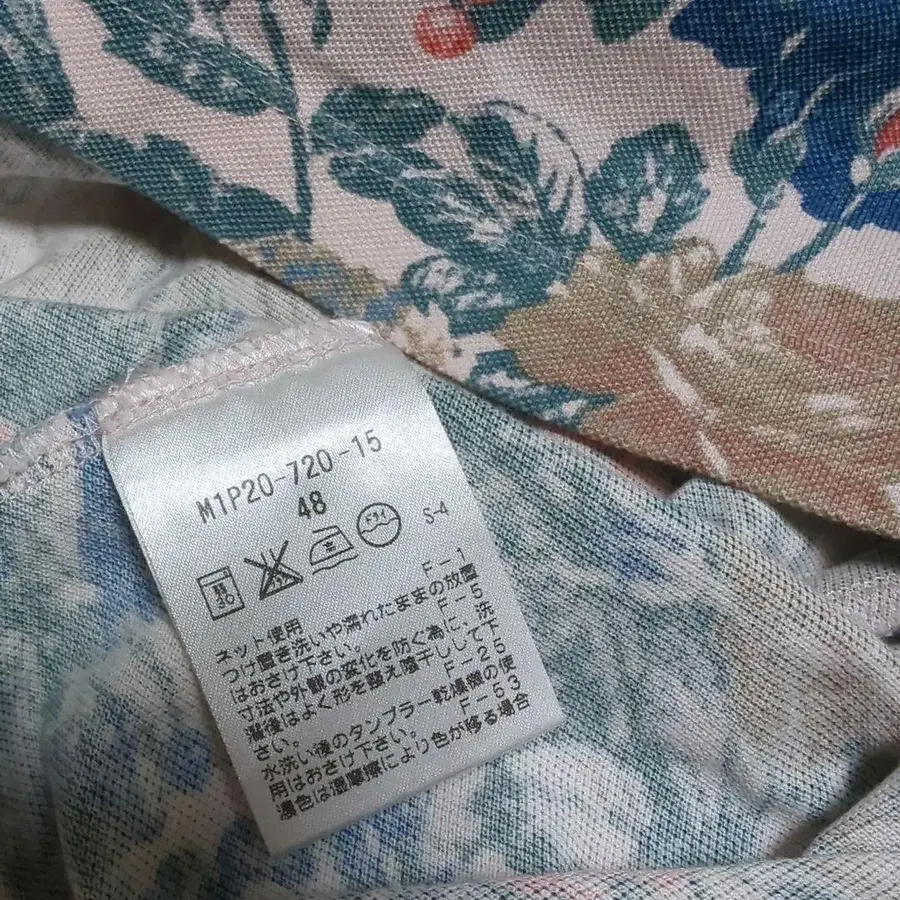 M1P20-720-15
48
ドライ
S-4
F-1
ネット使用
つけ置き洗いや濡れたままの放置
はおさけ下さい。 F-5
寸法や外観の変化を防ぐ為に、洗
濯後はよく形を整え陰干しして下
さい。 F-25
水洗い後のタンブラー乾燥機の使
用はおさけ下さい。 F-53
濃色は湿摩擦により色が移る場合